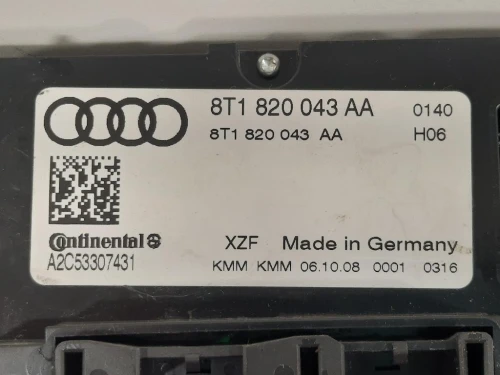 8T1 820 043 AA 0140
8T1 820 043 AA H06
Continental XZF Made in Germany
A2C53307431 KMM KMM 06.10.08 0001 0316